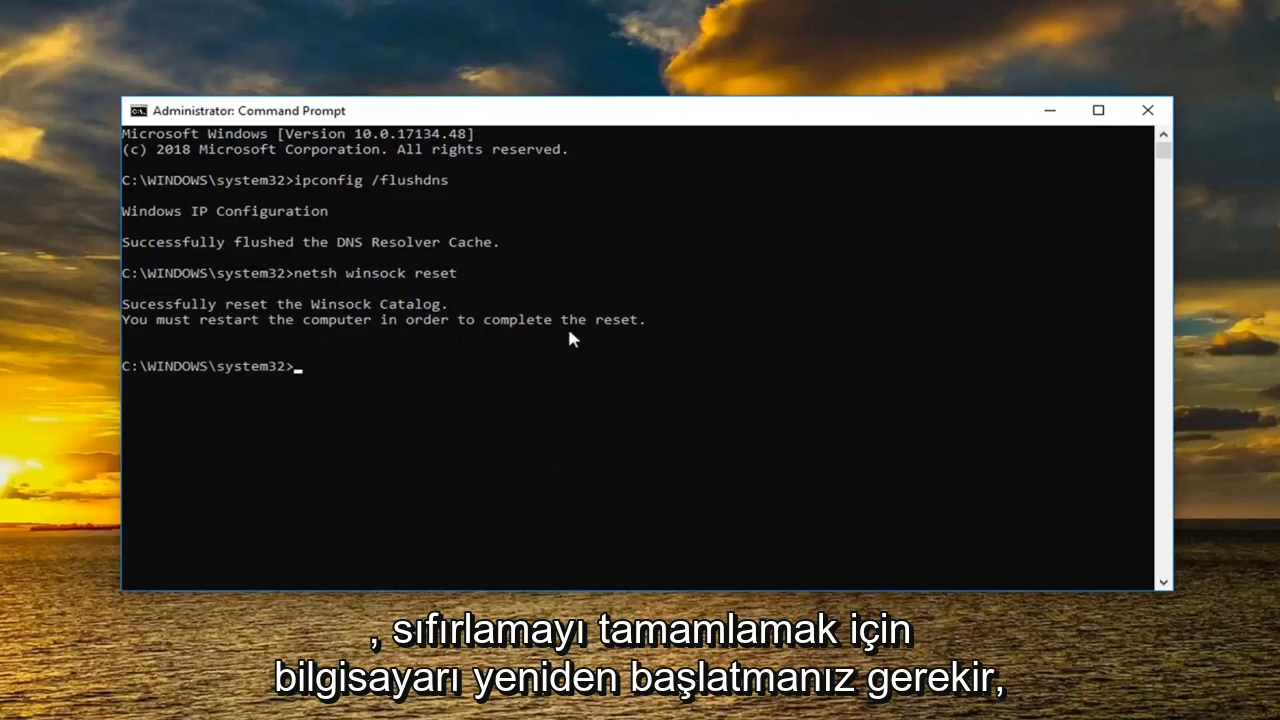 Administrator: Command Prompt
Microsoft Windows [Version 10.0.17134.48]
(c) 2018 Microsoft Corporation. All rights reserved.
C:\WINDOWS\system32>ipconfig /flushdns
Windows IP Configuration
Successfully flushed the DNS Resolver Cache.
C:\WINDOWS\system32>netsh winsock reset
Sucessfully reset the Winsock Catalog.
You must restart the computer in order to complete the reset.
C:\WINDOWS\system32>
, sıfırlamayı tamamlamak için
bilgisayarı yeniden başlatmanız gerekir,